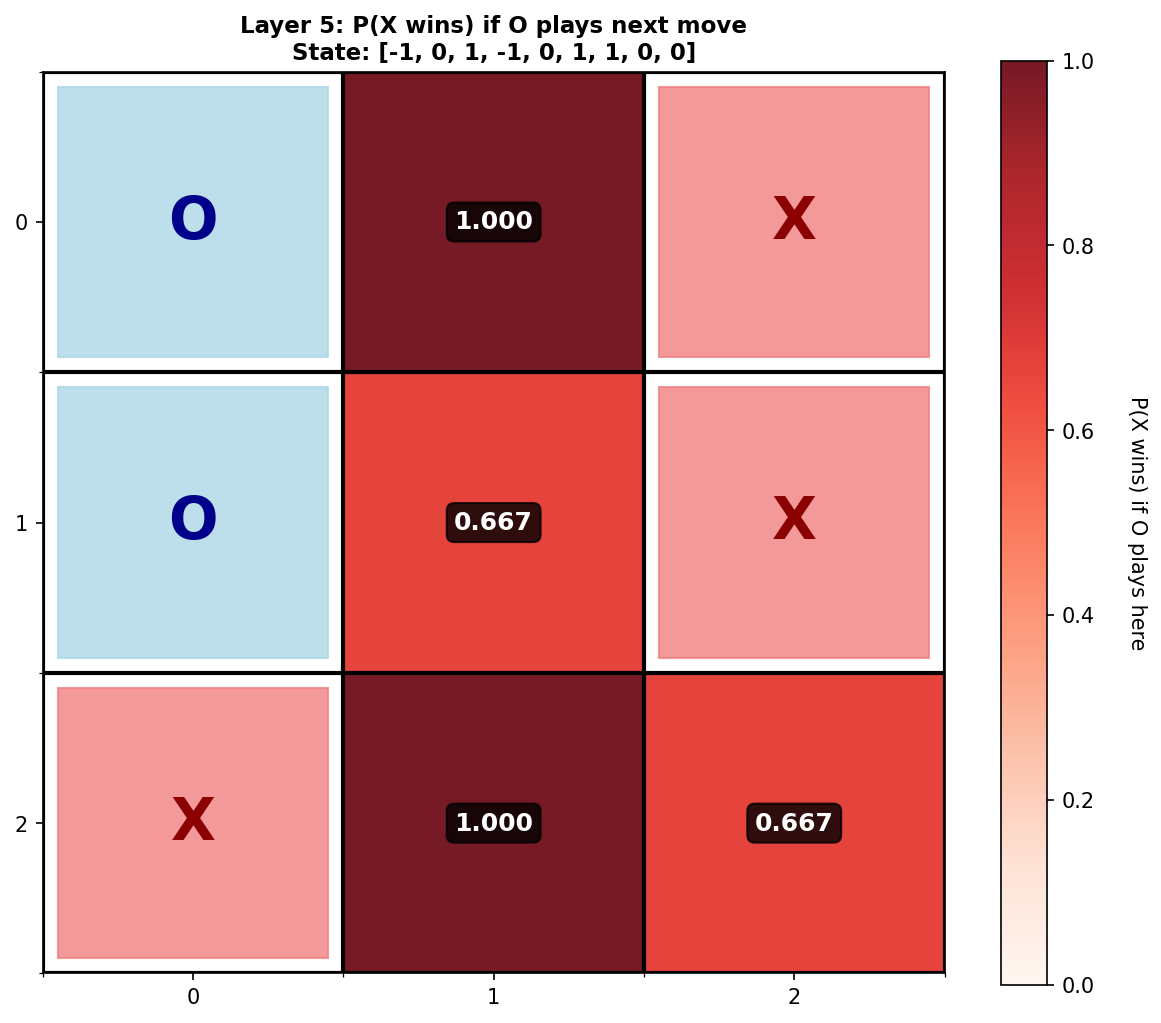 Layer 5: P(X wins) if O plays next move
State: [-1, 0, 1, -1, 0, 1, 1, 0, 0]
0
O
1.000
X
1
O
0.667
X
2
X
1.000
0.667
0
1
2
1.0
0.8
0.6
0.4
0.2
0.0
P(X wins) if O plays here